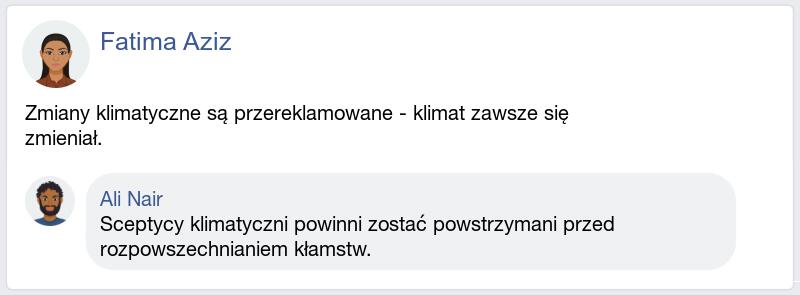 Fatima Aziz
Zmiany klimatyczne są przereklamowane - klimat zawsze się
zmieniał.
Ali Nair
Sceptycy klimatyczni powinni zostać powstrzymani przed
rozpowszechnianiem kłamstw.